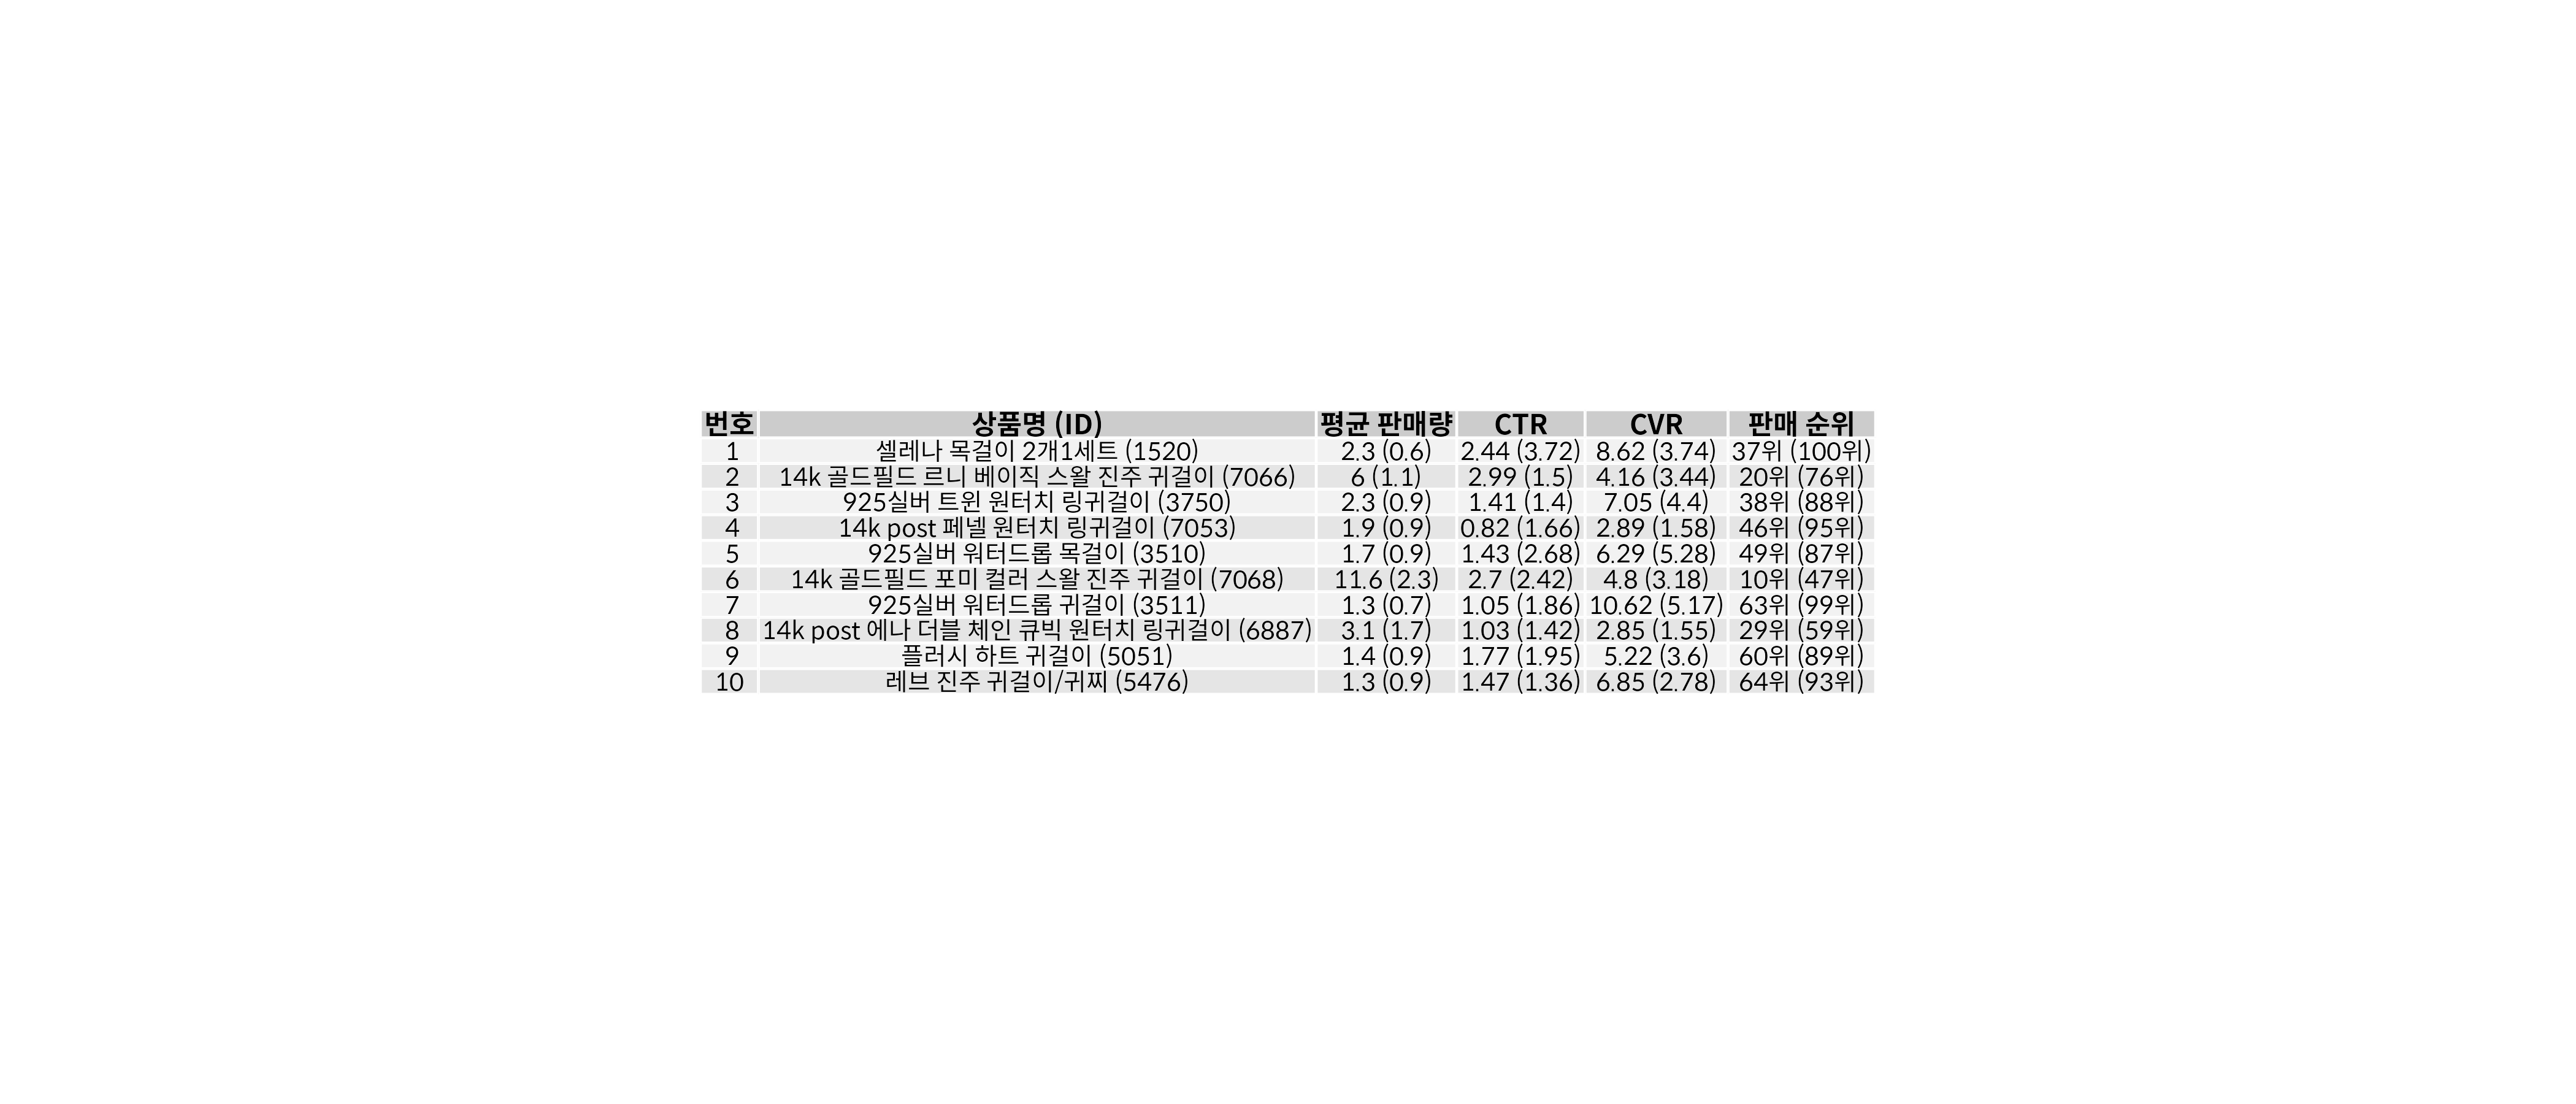 번호 상품명 (ID) 평균 판매량 CTR CVR 판매 순위
1 셀레나 목걸이 2개1세트 (1520) 2.3 (0.6) 2.44 (3.72) 8.62 (3.74) 37위 (100위)
2 14k 골드필드 르니 베이직 스왈 진주 귀걸이 (7066) 6 (1.1) 2.99 (1.5) 4.16 (3.44) 20위 (76위)
3 925실버 트윈 원터치 링귀걸이 (3750) 2.3 (0.9) 1.41 (1.4) 7.05 (4.4) 38위 (88위)
4 14k post 페넬 원터치 링귀걸이 (7053) 1.9 (0.9) 0.82 (1.66) 2.89 (1.58) 46위 (95위)
5 925실버 워터드롭 목걸이 (3510) 1.7 (0.9) 1.43 (2.68) 6.29 (5.28) 49위 (87위)
6 14k 골드필드 포미 컬러 스왈 진주 귀걸이 (7068) 11.6 (2.3) 2.7 (2.42) 4.8 (3.18) 10위 (47위)
7 925실버 워터드롭 귀걸이 (3511) 1.3 (0.7) 1.05 (1.86) 10.62 (5.17) 63위 (99위)
8 14k post 에나 더블 체인 큐빅 원터치 링귀걸이 (6887) 3.1 (1.7) 1.03 (1.42) 2.85 (1.55) 29위 (59위)
9 플러시 하트 귀걸이 (5051) 1.4 (0.9) 1.77 (1.95) 5.22 (3.6) 60위 (89위)
10 레브 진주 귀걸이/귀찌 (5476) 1.3 (0.9) 1.47 (1.36) 6.85 (2.78) 64위 (93위)